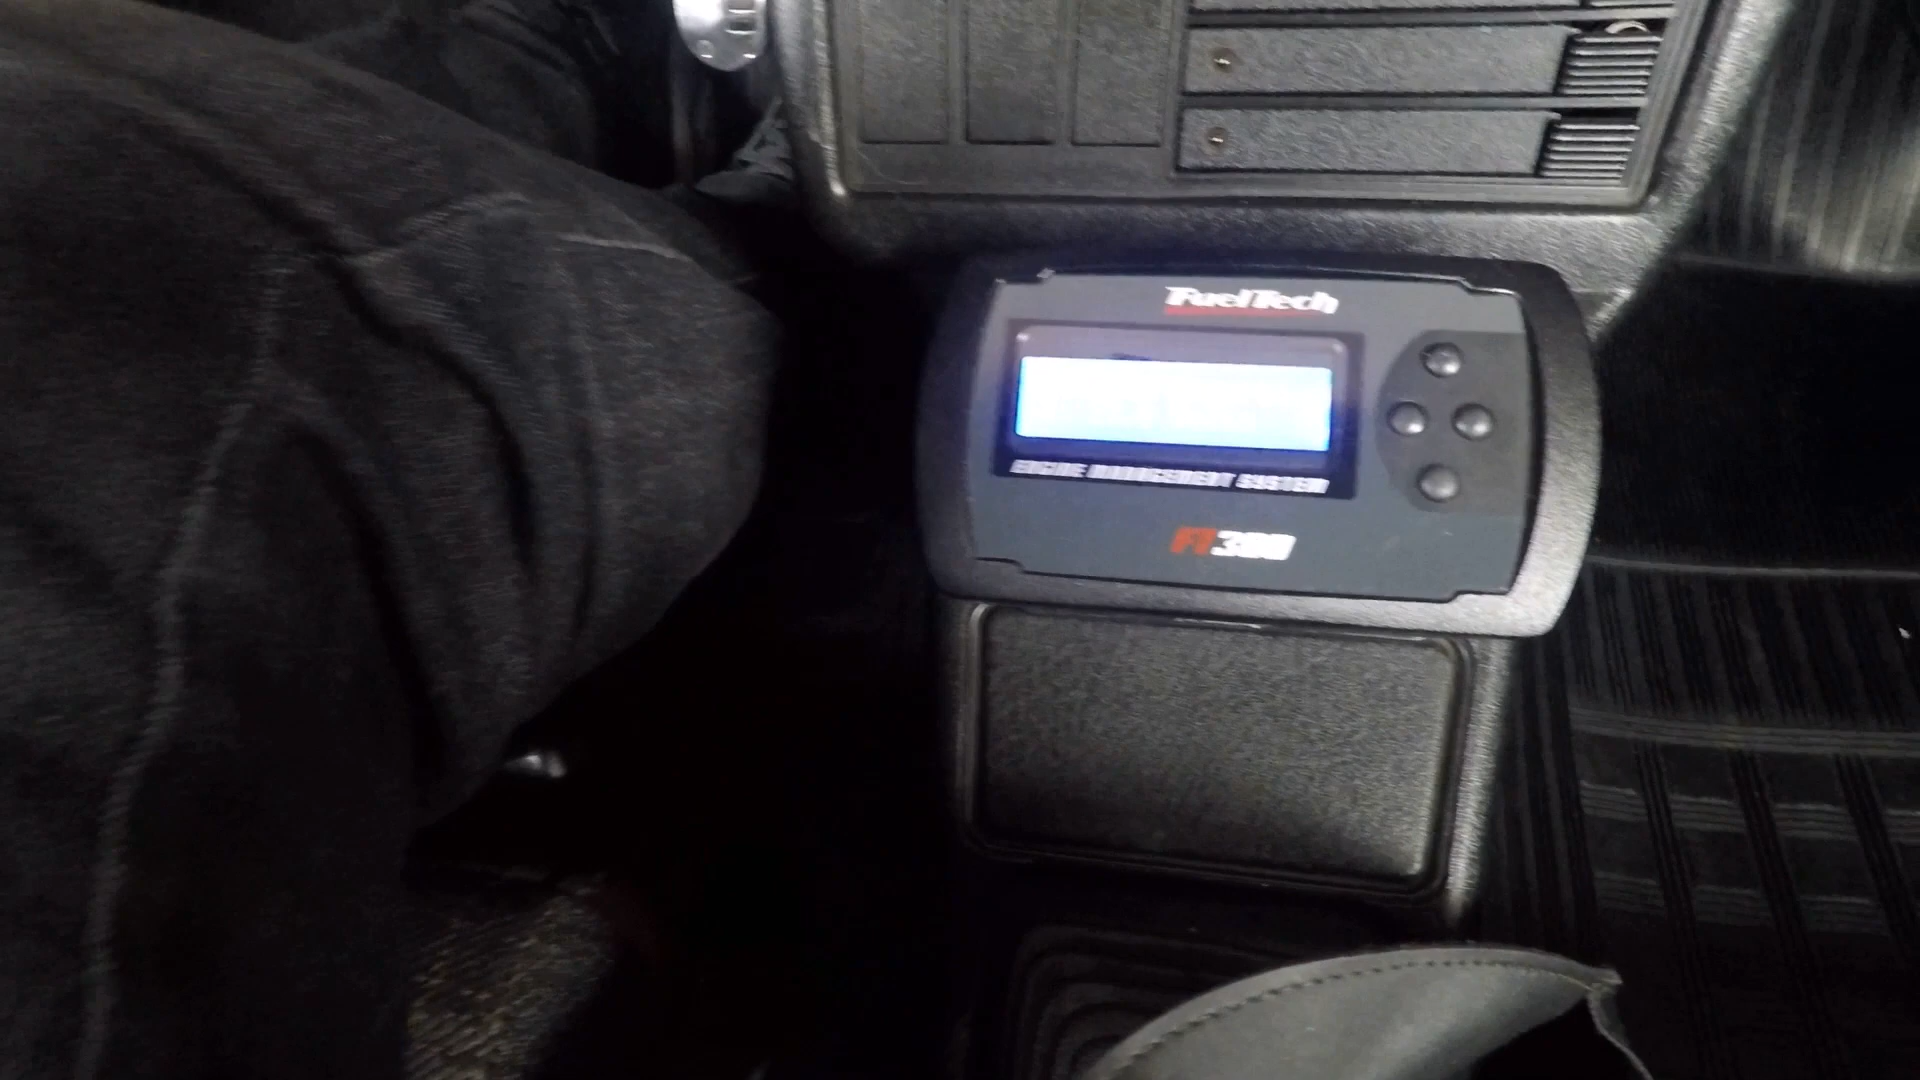 FuelTech
ENGINE MANAGEMENT SYSTEM
FT300